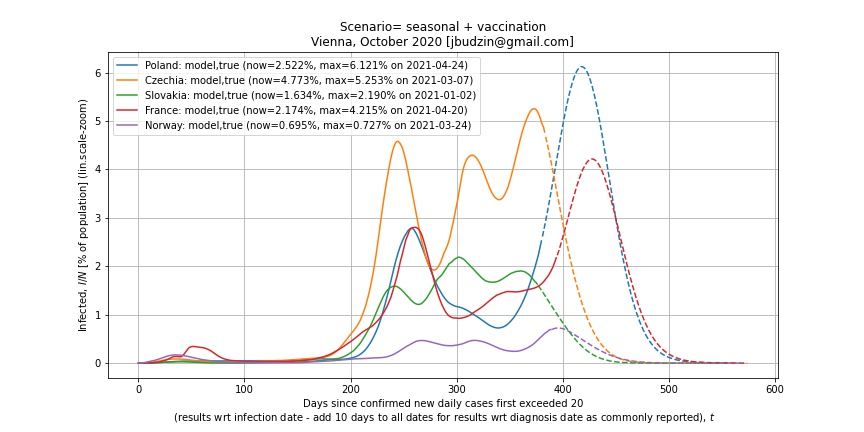 Scenario= seasonal + vaccination
Vienna, October 2020 [jbudzin@gmail.com]
Poland: model,true (now=2.522%, max=6.121% on 2021-04-24)
Czechia: model,true (now=4.773%, max=5.253% on 2021-03-07)
Slovakia: model,true (now=1.634%, max=2.190% on 2021-01-02)
France: model,true (now=2.174%, max=4.215% on 2021-04-20)
Norway: model,true (now=0.695%, max=0.727% on 2021-03-24)
Infected, I/N [% of population] (lin.scale-zoom)
6
5
4
3
2
1
0
0 100 200 300 400 500 600
Days since confirmed new daily cases first exceeded 20
(results wrt infection date - add 10 days to all dates for results wrt diagnosis date as commonly reported), t